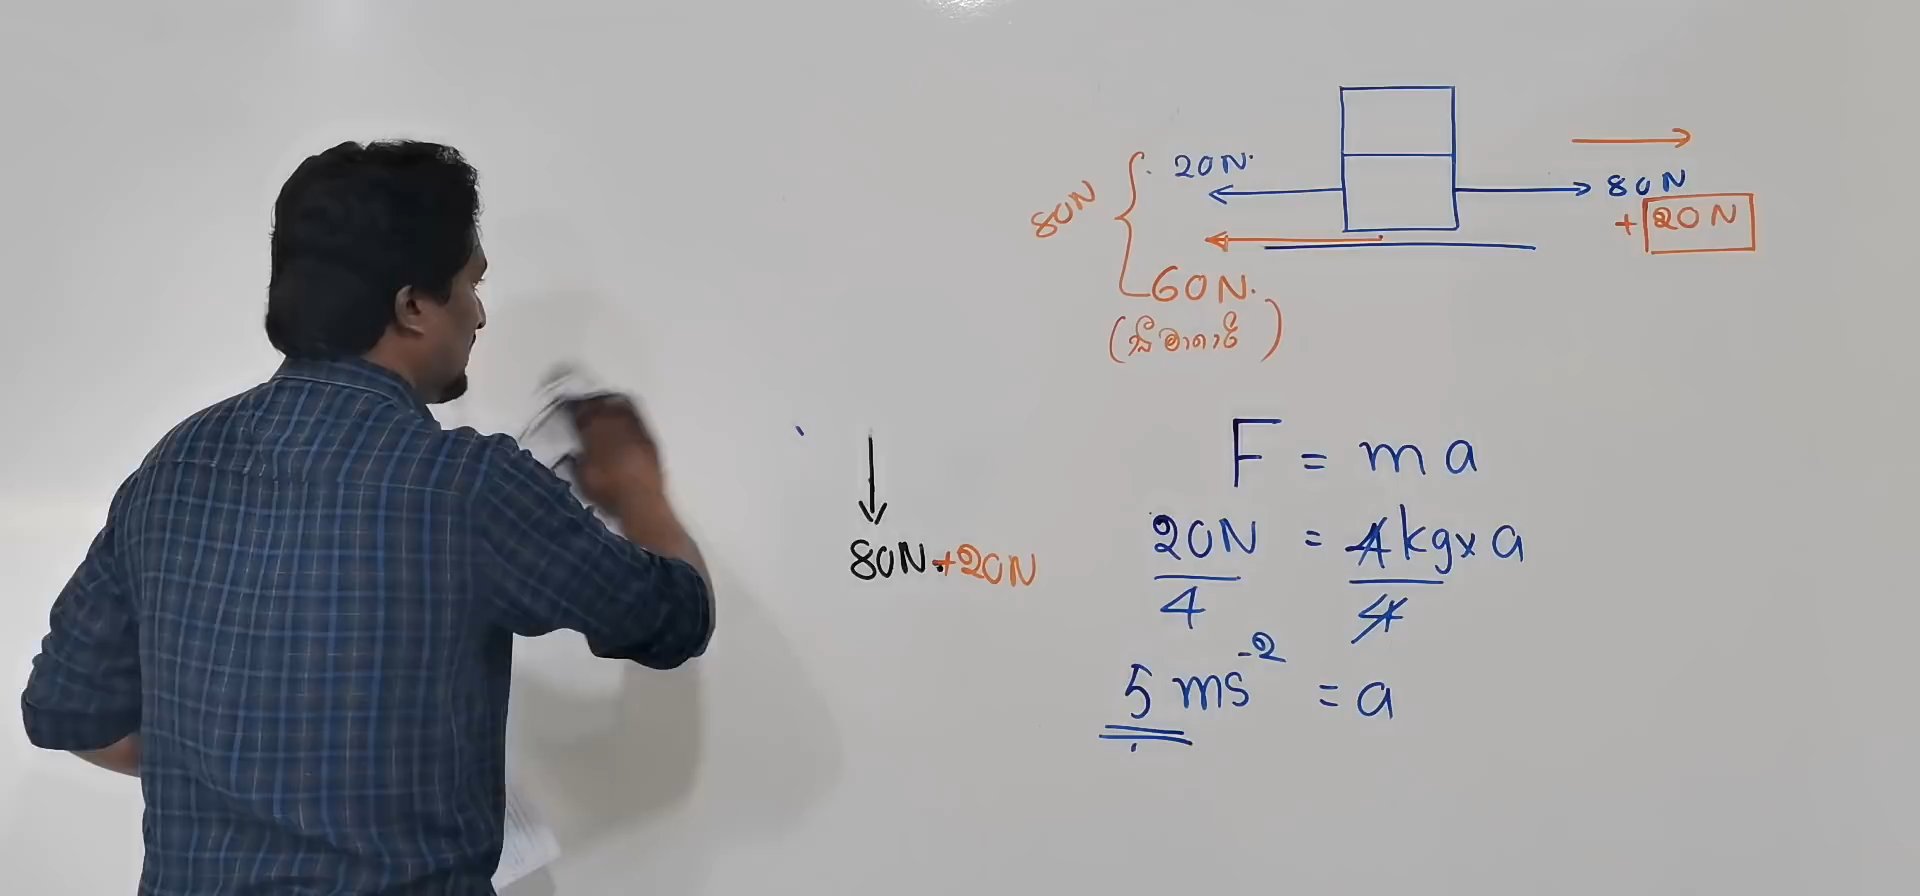 20N.
80N
80N
+ 20N
60N.
(සීමාකාරී)
80N.+20N
F = ma
20N = 4kg x a
4 4
5 ms⁻² = a